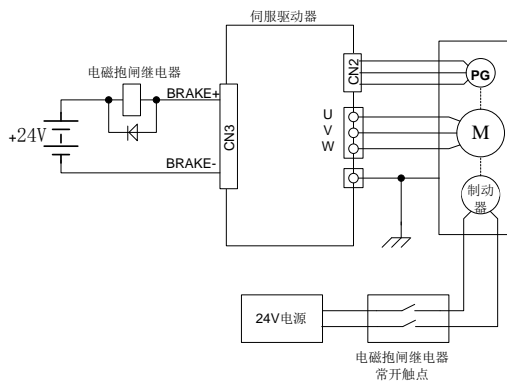 伺服驱动器
电磁抱闸继电器
BRAKE+
CN2
PG
+24V
CN3
U
V
W
M
BRAKE-
制动
器
24V电源
电磁抱闸继电器
常开触点